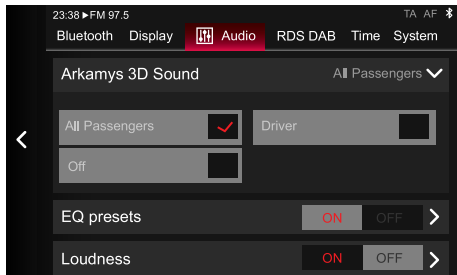 23:38 ▶ FM 97.5 TA AF
Bluetooth Display Audio RDS DAB Time System
Arkamys 3D Sound All Passengers
All Passengers Driver
Off
EQ presets ON OFF
Loudness ON OFF